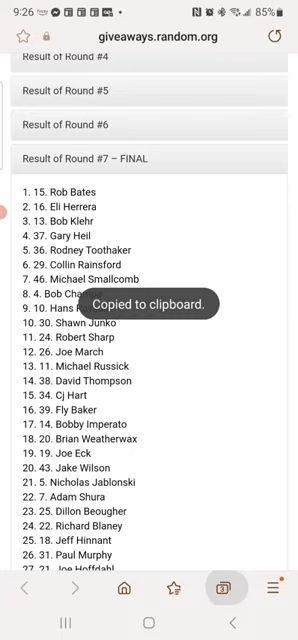 9:26
85%
giveaways.random.org
Result of Round #4
Result of Round #5
Result of Round #6
Result of Round #7 – FINAL
1. 15. Rob Bates
2. 16. Eli Herrera
3. 13. Bob Klehr
4. 37. Gary Heil
5. 36. Rodney Toothaker
6. 29. Collin Rainsford
7. 46. Michael Smallcomb
8. 4. Bob
Copied to clipboard.
9. 10. Hans
10. 30. Shawn Junko
11. 24. Robert Sharp
12. 26. Joe March
13. 11. Michael Russick
14. 38. David Thompson
15. 34. Cj Hart
16. 39. Fly Baker
17. 14. Bobby Imperato
18. 20. Brian Weatherwax
19. 19. Joe Eck
20. 43. Jake Wilson
21. 5. Nicholas Jablonski
22. 7. Adam Shura
23. 25. Dillon Beougher
24. 22. Richard Blaney
25. 18. Jeff Hinnant
26. 31. Paul Murphy
27. 21. Joe Hoffdahl
3